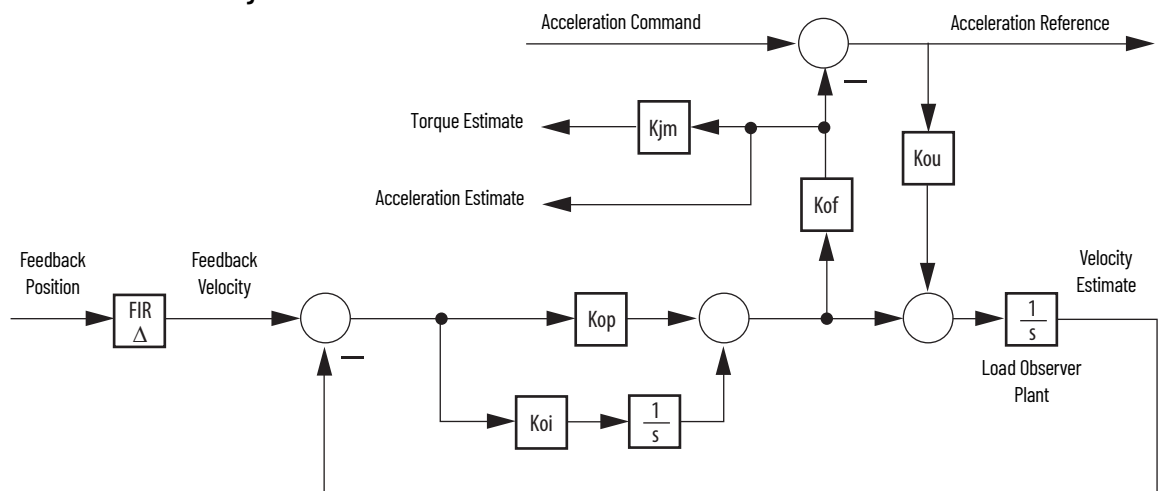 Acceleration Command
Acceleration Reference
—
Torque Estimate
Kjm
Kou
Acceleration Estimate
Kof
Feedback
Position
Feedback
Velocity
Velocity
Estimate
FIR
Δ
Kop
1
s
—
Load Observer
Plant
Koi
1
s